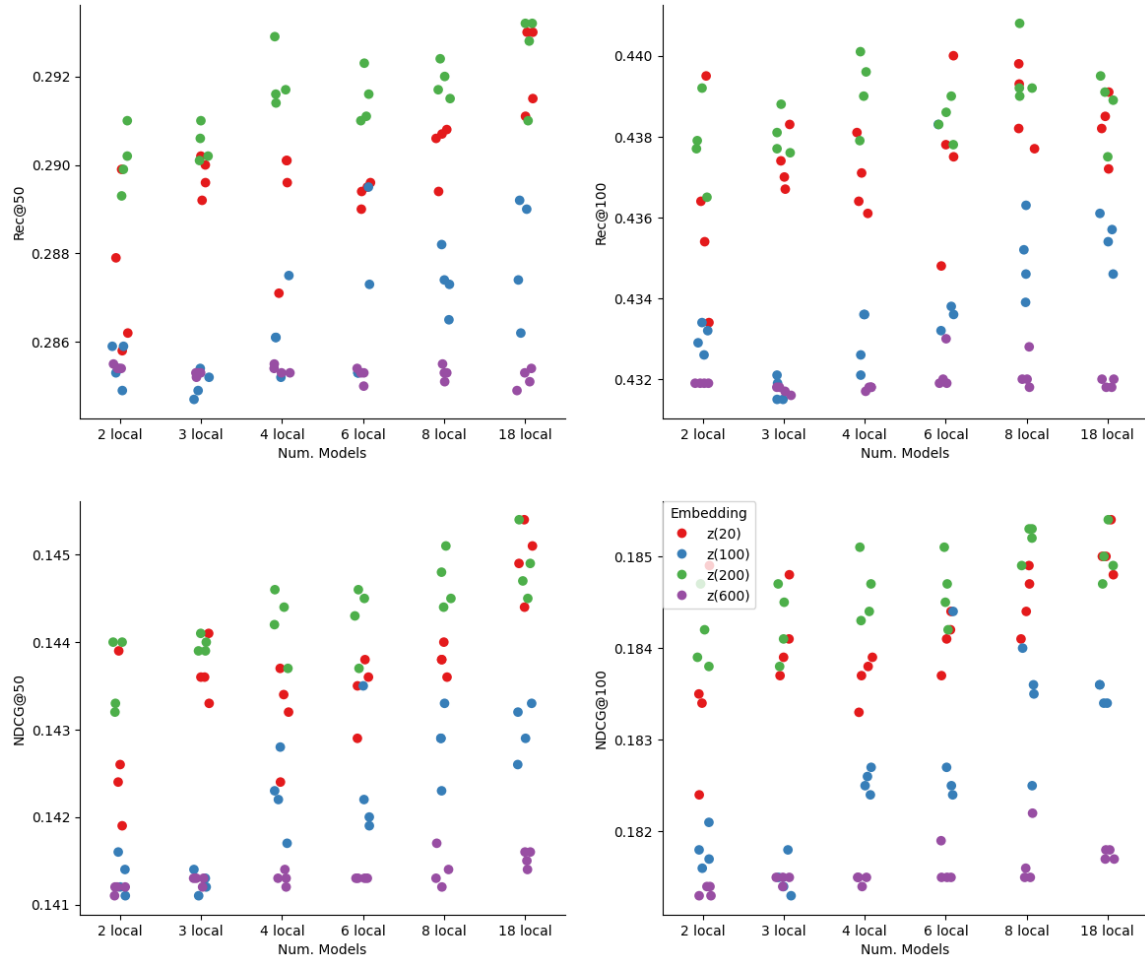 Rec@50
0.292
0.290
0.288
0.286
2 local 3 local 4 local 6 local 8 local 18 local
Num. Models
Rec@100
0.440
0.438
0.436
0.434
0.432
2 local 3 local 4 local 6 local 8 local 18 local
Num. Models
NDCG@50
0.145
0.144
0.143
0.142
0.141
2 local 3 local 4 local 6 local 8 local 18 local
Num. Models
NDCG@100
0.185
0.184
0.183
0.182
Embedding
z(20)
z(100)
z(200)
z(600)
2 local 3 local 4 local 6 local 8 local 18 local
Num. Models